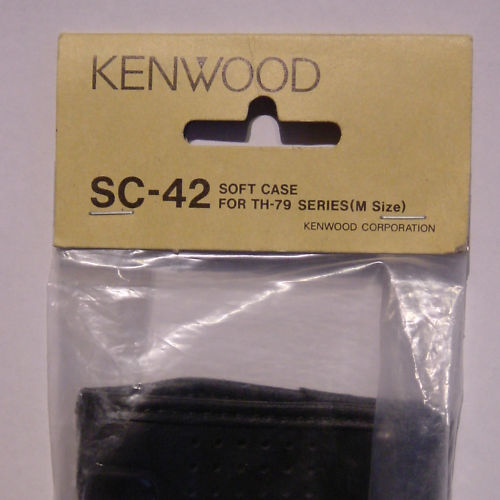 KENWOOD
SC-42 SOFT CASE
FOR TH-79 SERIES(M Size)
KENWOOD CORPORATION